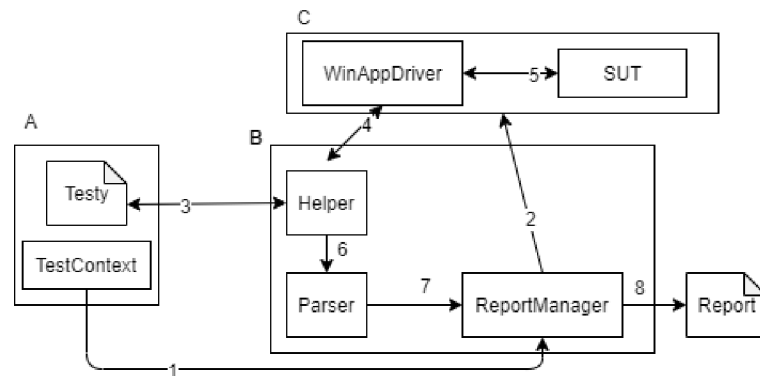 C
WinAppDriver
5
SUT
A
4
B
Testy
3
Helper
2
TestContext
6
Parser
7
ReportManager
8
Report
1